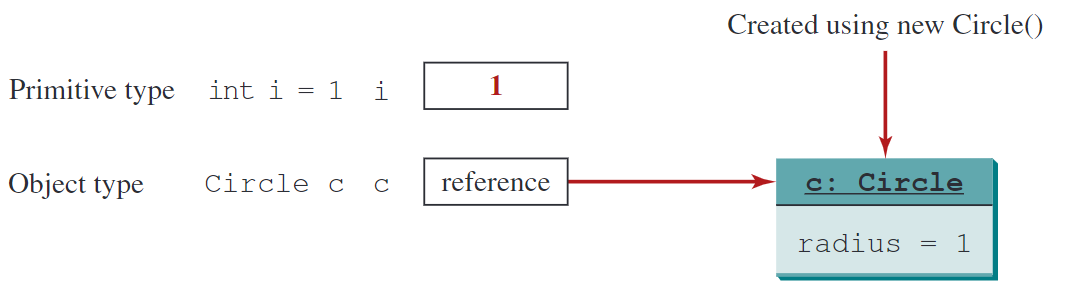 Created using new Circle()
Primitive type int i = 1 i 1
Object type Circle c c reference
c: Circle
radius = 1